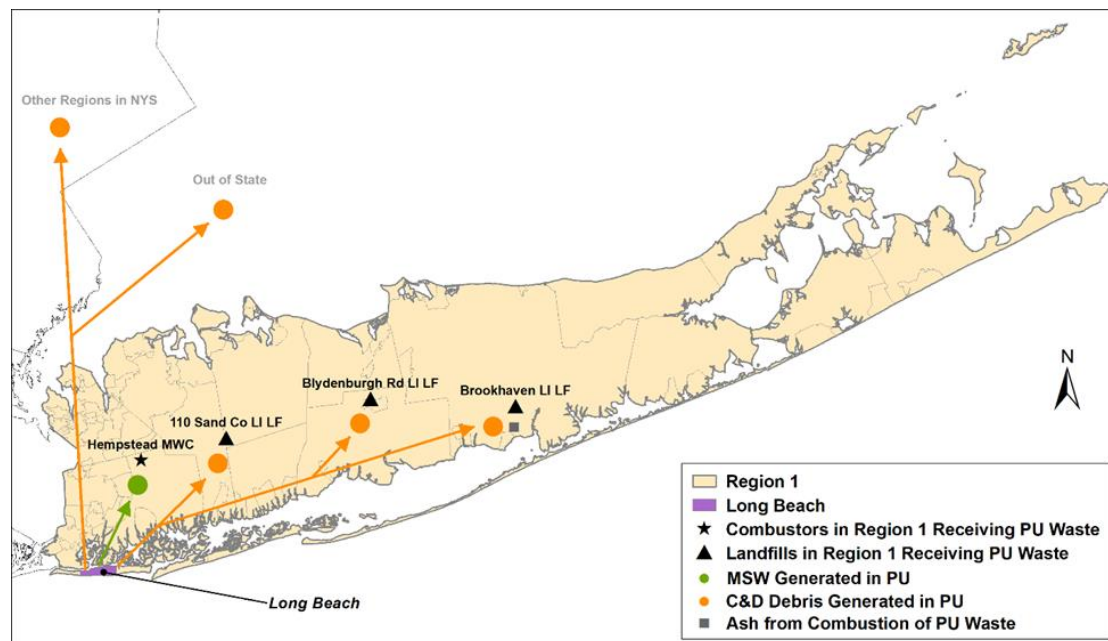 Other Regions in NYS
Out of State
Blydenburgh Rd LI LF
Brookhaven LI LF
110 Sand Co LI LF
Hempstead MWC
N
Long Beach
Region 1
Long Beach
Combustors in Region 1 Receiving PU Waste
Landfills in Region 1 Receiving PU Waste
MSW Generated in PU
C&D Debris Generated in PU
Ash from Combustion of PU Waste